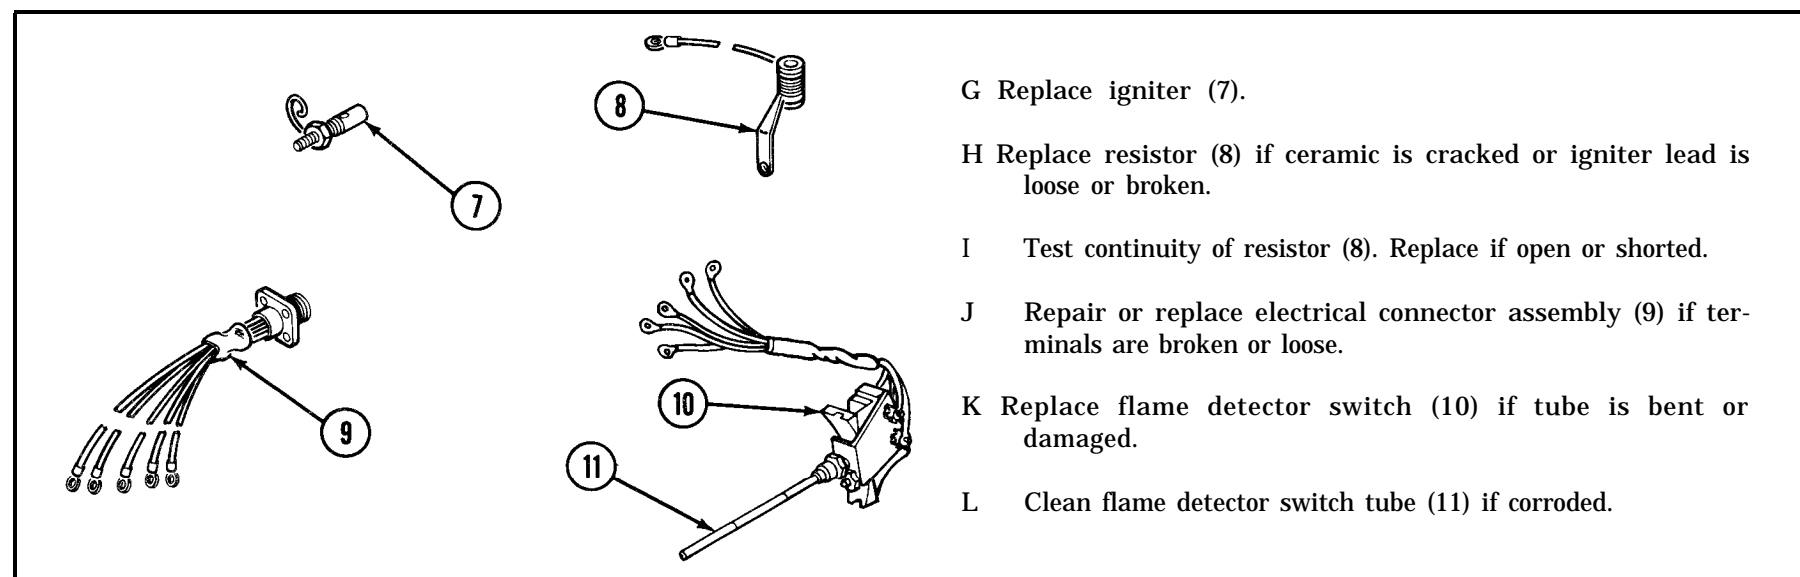 7
8
9
10
11
G Replace igniter (7).
H Replace resistor (8) if ceramic is cracked or igniter lead is
loose or broken.
I Test continuity of resistor (8). Replace if open or shorted.
J Repair or replace electrical connector assembly (9) if ter-
minals are broken or loose.
K Replace flame detector switch (10) if tube is bent or
damaged.
L Clean flame detector switch tube (11) if corroded.